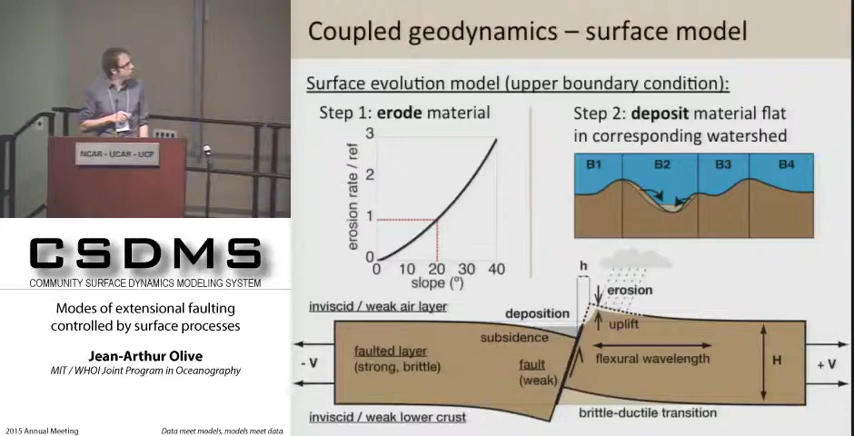 Coupled geodynamics – surface model
Surface evolution model (upper boundary condition):
Step 1: erode material
3
2
1
0
erosion rate / ref
0 10 20 30 40
slope (º)
Step 2: deposit material flat
in corresponding watershed
B1 B2 B3 B4
h
erosion
inviscid / weak air layer
deposition
uplift
subsidence
faulted layer
(strong, brittle)
fault
(weak)
flexural wavelength
H
- V
+ V
inviscid / weak lower crust
brittle-ductile transition
NCAR - UCAR - UCP
CSDMS
COMMUNITY SURFACE DYNAMICS MODELING SYSTEM
Modes of extensional faulting
controlled by surface processes
Jean-Arthur Olive
MIT / WHOI Joint Program in Oceanography
2015 Annual Meeting
Data meet models, models meet data